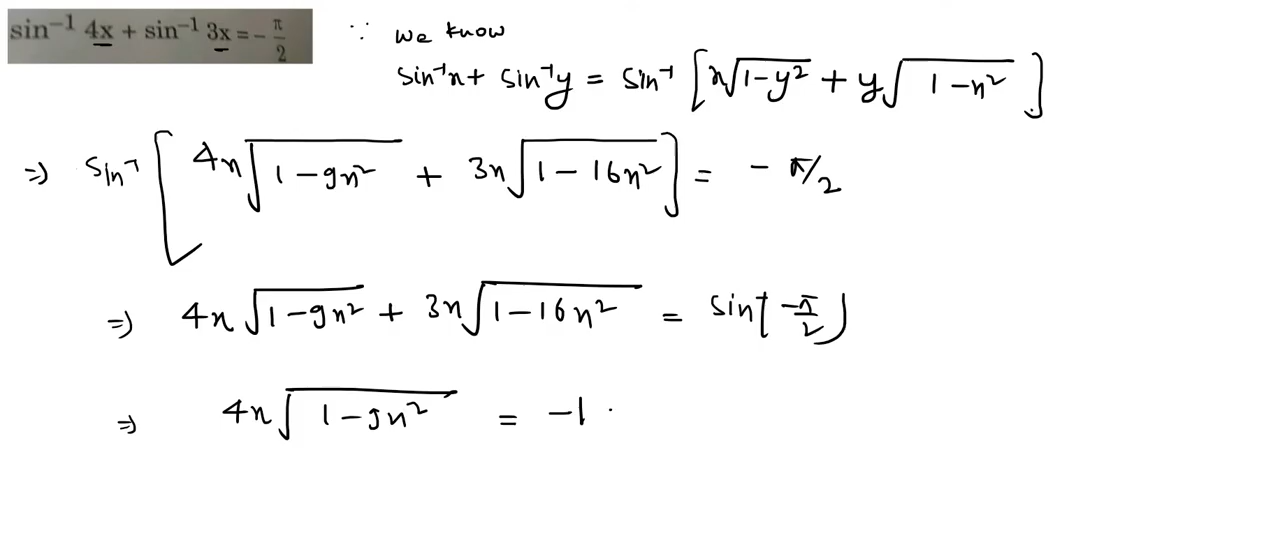 sin⁻¹ 4x + sin⁻¹ 3x = - π/2
∵ we know
sin⁻¹x + sin⁻¹y = sin⁻¹ [x√(1-y²) + y√(1-x²)]
⇒ sin⁻¹ [4x√(1-9x²) + 3x√(1-16x²)] = - π/2
⇒ 4x√(1-9x²) + 3x√(1-16x²) = sin(-π/2)
⇒ 4x√(1-9x²) = -1